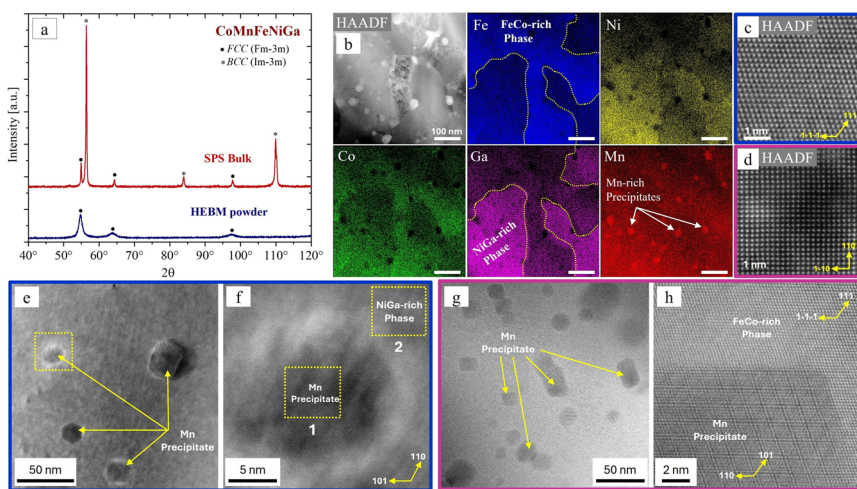 a
CoMnFeNiGa
FCC (Fm-3m)
BCC (Im-3m)
SPS Bulk
HEBM powder
Intensity [a.u.]
40 50 60 70 80 90 100 110 120°
2θ
HAADF
b
100 nm
Fe
FeCo-rich
Phase
Ni
Co
Ga
NiGa-rich
Phase
Mn
Mn-rich
Precipitates
c
HAADF
1 nm
111
1-1-1
d
HAADF
1 nm
110
1-10
e
Mn
Precipitate
50 nm
f
NiGa-rich
Phase
2
Mn
Precipitate
1
5 nm
110
101
g
Mn
Precipitate
50 nm
h
111
1-1-1
FeCo-rich
Phase
Mn
Precipitate
101
110
2 nm